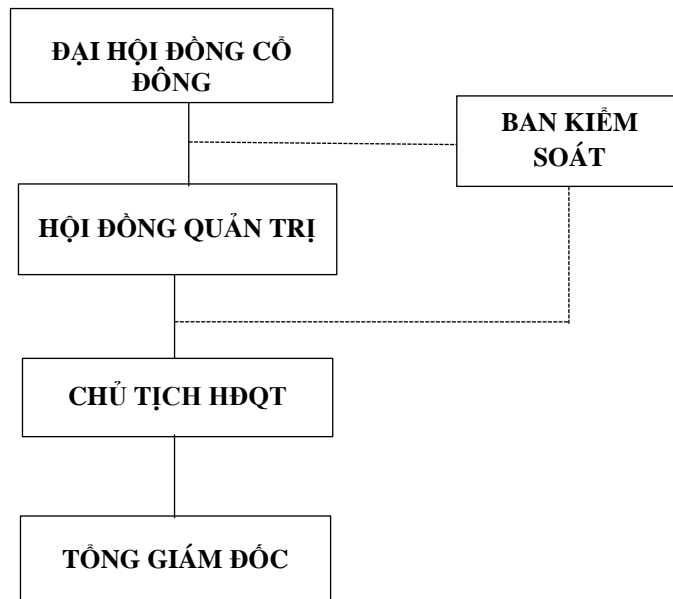 ĐẠI HỘI ĐỒNG CỔ
ĐÔNG
BAN KIỂM
SOÁT
HỘI ĐỒNG QUẢN TRỊ
CHỦ TỊCH HĐQT
TỔNG GIÁM ĐỐC